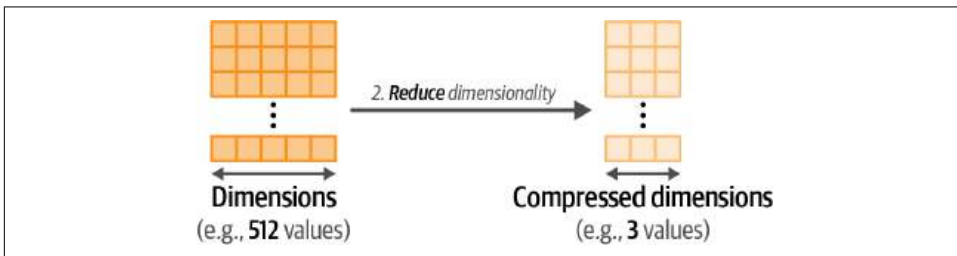 2. Reduce dimensionality
Dimensions
(e.g., 512 values)
Compressed dimensions
(e.g., 3 values)